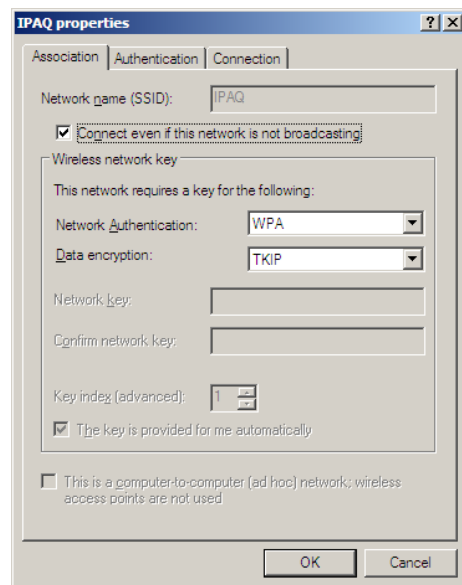 IPAQ properties
? X
Association Authentication Connection
Network name (SSID): IPAQ
Connect even if this network is not broadcasting
Wireless network key
This network requires a key for the following:
Network Authentication: WPA
Data encryption: TKIP
Network key:
Confirm network key:
Key index (advanced): 1
The key is provided for me automatically
This is a computer-to-computer (ad hoc) network; wireless
access points are not used
OK Cancel